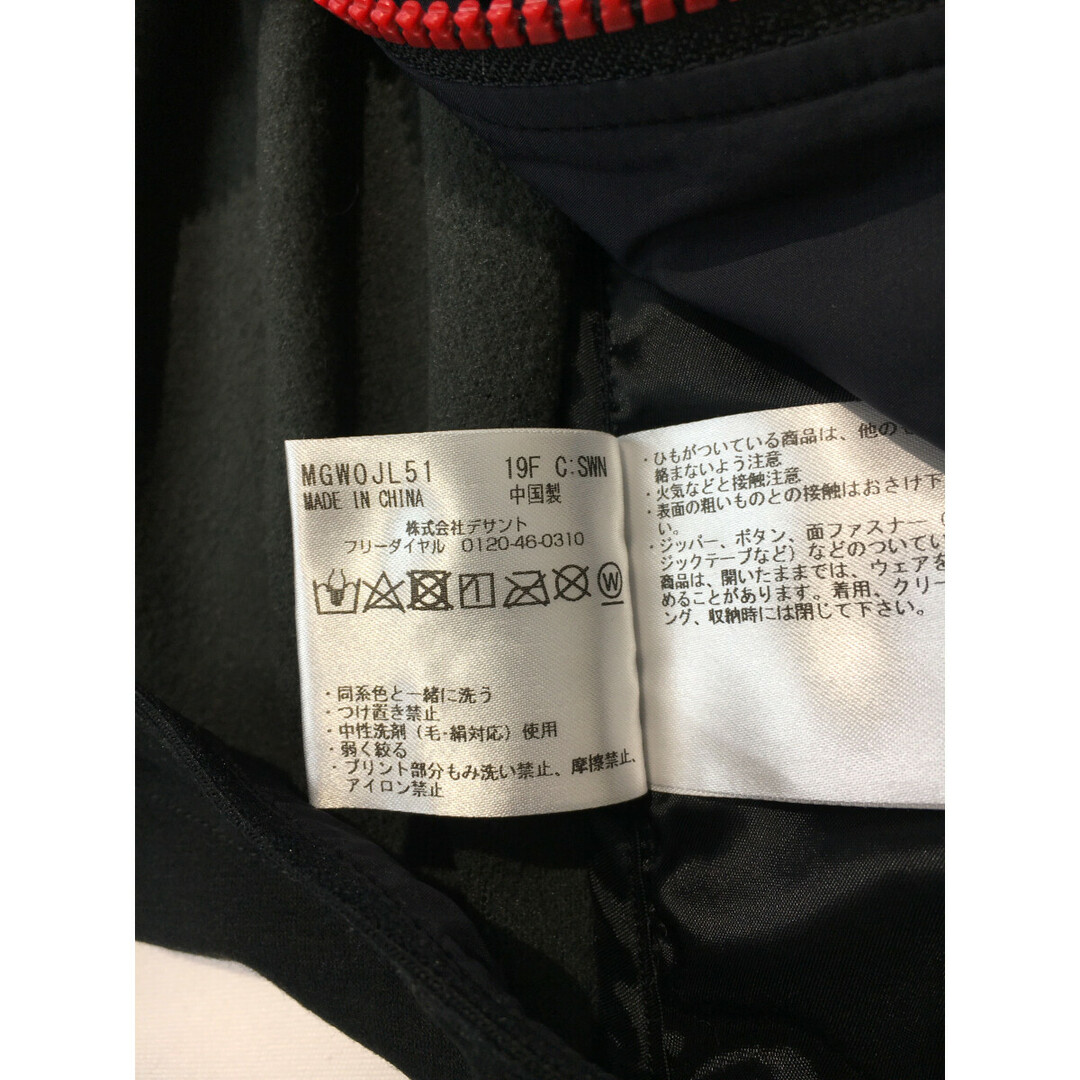 MGWOJL51 19F C:SWN
MADE IN CHINA 中国製
株式会社デサント
フリーダイヤル 0120-46-0310
W
・同系色と一緒に洗う
・つけ置き禁止
・中性洗剤(毛・絹対応)使用
・弱く絞る
・プリント部分もみ洗い禁止、摩擦禁止、
アイロン禁止
・ひもがついている商品は、他の
絡まないよう注意
・火気などと接触注意
・表面の粗いものとの接触はおさけ下
い。
・ジッパー、ボタン、面ファスナー(
ジックテープなど)などのついてい
商品は、開いたままでは、ウェアを
めることがあります。着用、クリー
ング、収納時には閉じて下さい。